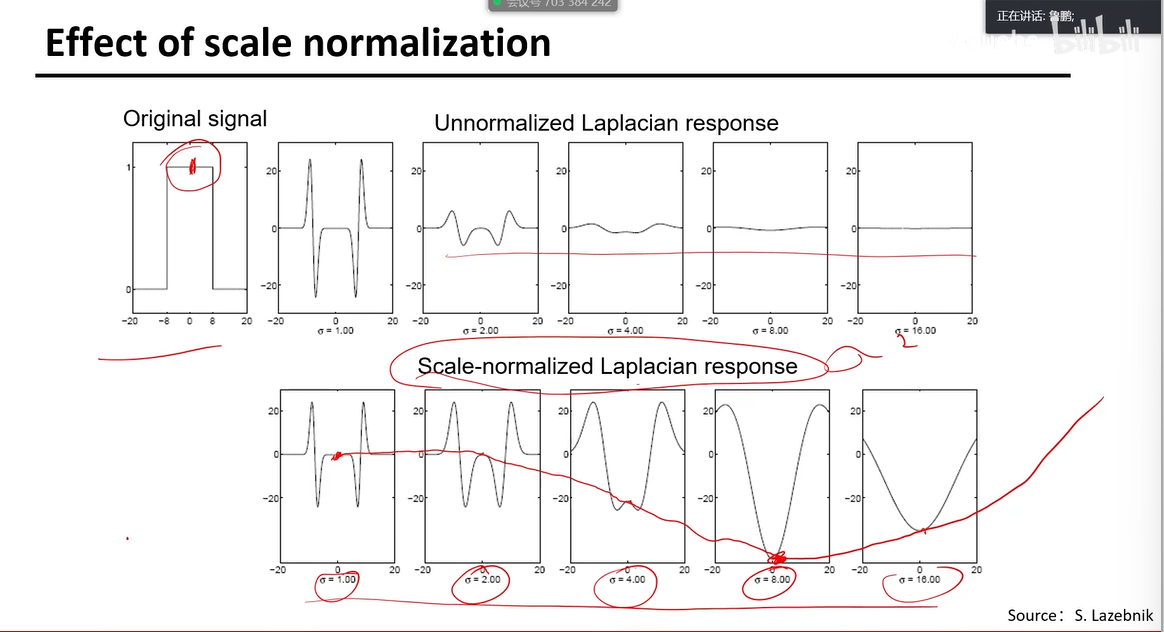 会议号 703 384 242
正在讲话: 鲁鹏;
bilibili
Effect of scale normalization
Original signal
Unnormalized Laplacian response
1
0
−20 −8 0 8 20
20
0
−20
−20 0 20
σ = 1.00
20
0
−20
−20 0 20
σ = 2.00
20
0
−20
−20 0 20
σ = 4.00
20
0
−20
−20 0 20
σ = 8.00
20
0
−20
−20 0 20
σ = 16.00
Scale-normalized Laplacian response
2
20
0
−20
−20 0 20
σ = 1.00
20
0
−20
−20 0 20
σ = 2.00
20
0
−20
−20 0 20
σ = 4.00
20
0
−20
−20 0 20
σ = 8.00
20
0
−20
−20 0 20
σ = 16.00
Source： S. Lazebnik